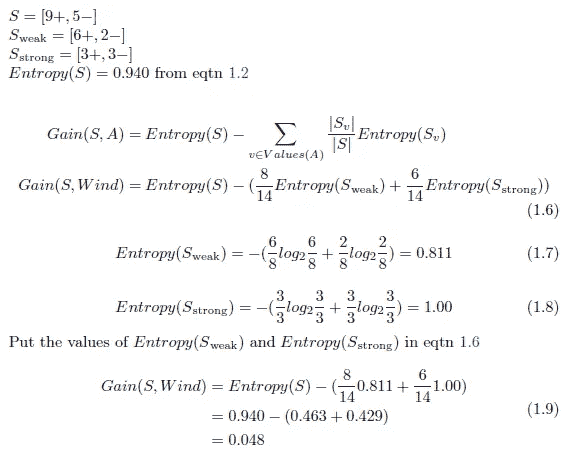 S = [9+, 5−]
S_weak = [6+, 2−]
S_strong = [3+, 3−]
Entropy(S) = 0.940 from eqtn 1.2
Gain(S, A) = Entropy(S) − ∑_{v∈Values(A)} |S_v|/|S| Entropy(S_v)
Gain(S, Wind) = Entropy(S) − (8/14 Entropy(S_weak) + 6/14 Entropy(S_strong))
(1.6)
Entropy(S_weak) = −(6/8 log₂ 6/8 + 2/8 log₂ 2/8) = 0.811 (1.7)
Entropy(S_strong) = −(3/3 log₂ 3/3 + 3/3 log₂ 3/3) = 1.00 (1.8)
Put the values of Entropy(S_weak) and Entropy(S_strong) in eqtn 1.6
Gain(S, Wind) = Entropy(S) − (8/14 0.811 + 6/14 1.00)
= 0.940 − (0.463 + 0.429) (1.9)
= 0.048